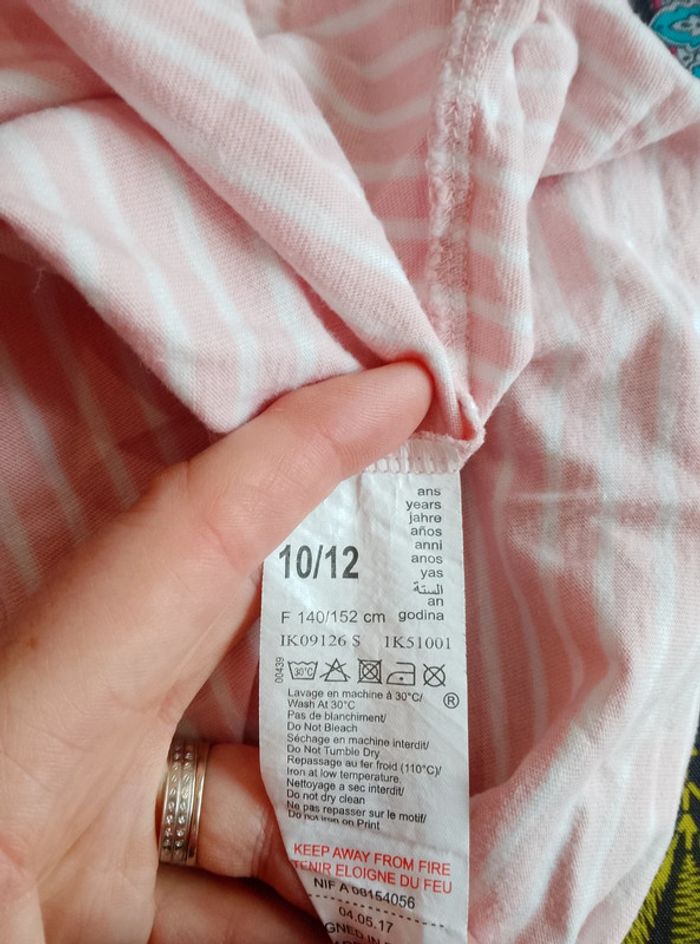 ans
years
jahre
años
anni
anos
yas
السنة
an
godina
10/12
F 140/152 cm
IK09126 S 1K51001
00439
30°C
®
Lavage en machine à 30°C/
Wash At 30°C
Pas de blanchiment/
Do Not Bleach
Séchage en machine interdit/
Do Not Tumble Dry
Repassage au fer froid (110°C)/
Iron at low temperature.
Nettoyage a sec interdit/
Do not dry clean
Ne pas repasser sur le motif/
Do not iron on Print
KEEP AWAY FROM FIRE
TENIR ELOIGNE DU FEU
NIF A 08154056
04.05.17